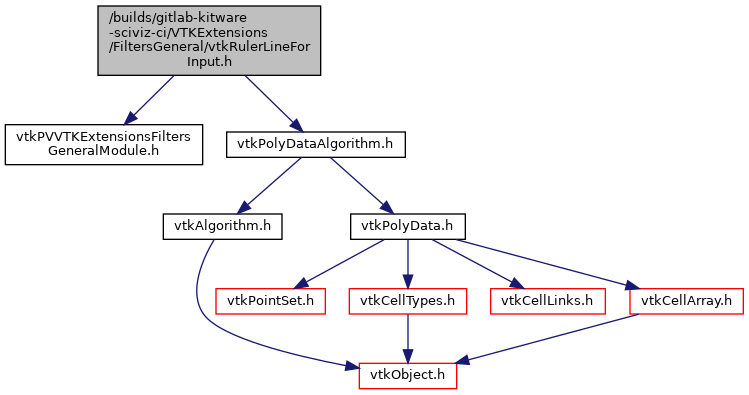 /builds/gitlab-kitware
-sciviz-ci/VTKExtensions
/FiltersGeneral/vtkRulerLineFor
Input.h
vtkPVVTKExtensionsFilters
GeneralModule.h
vtkPolyDataAlgorithm.h
vtkAlgorithm.h
vtkPolyData.h
vtkPointSet.h
vtkCellTypes.h
vtkCellLinks.h
vtkCellArray.h
vtkObject.h